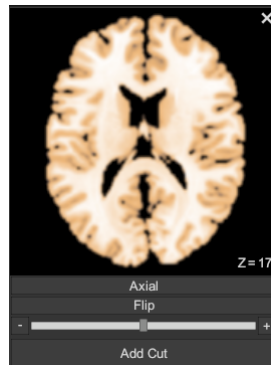 ×
Z = 17
Axial
Flip
- +
Add Cut